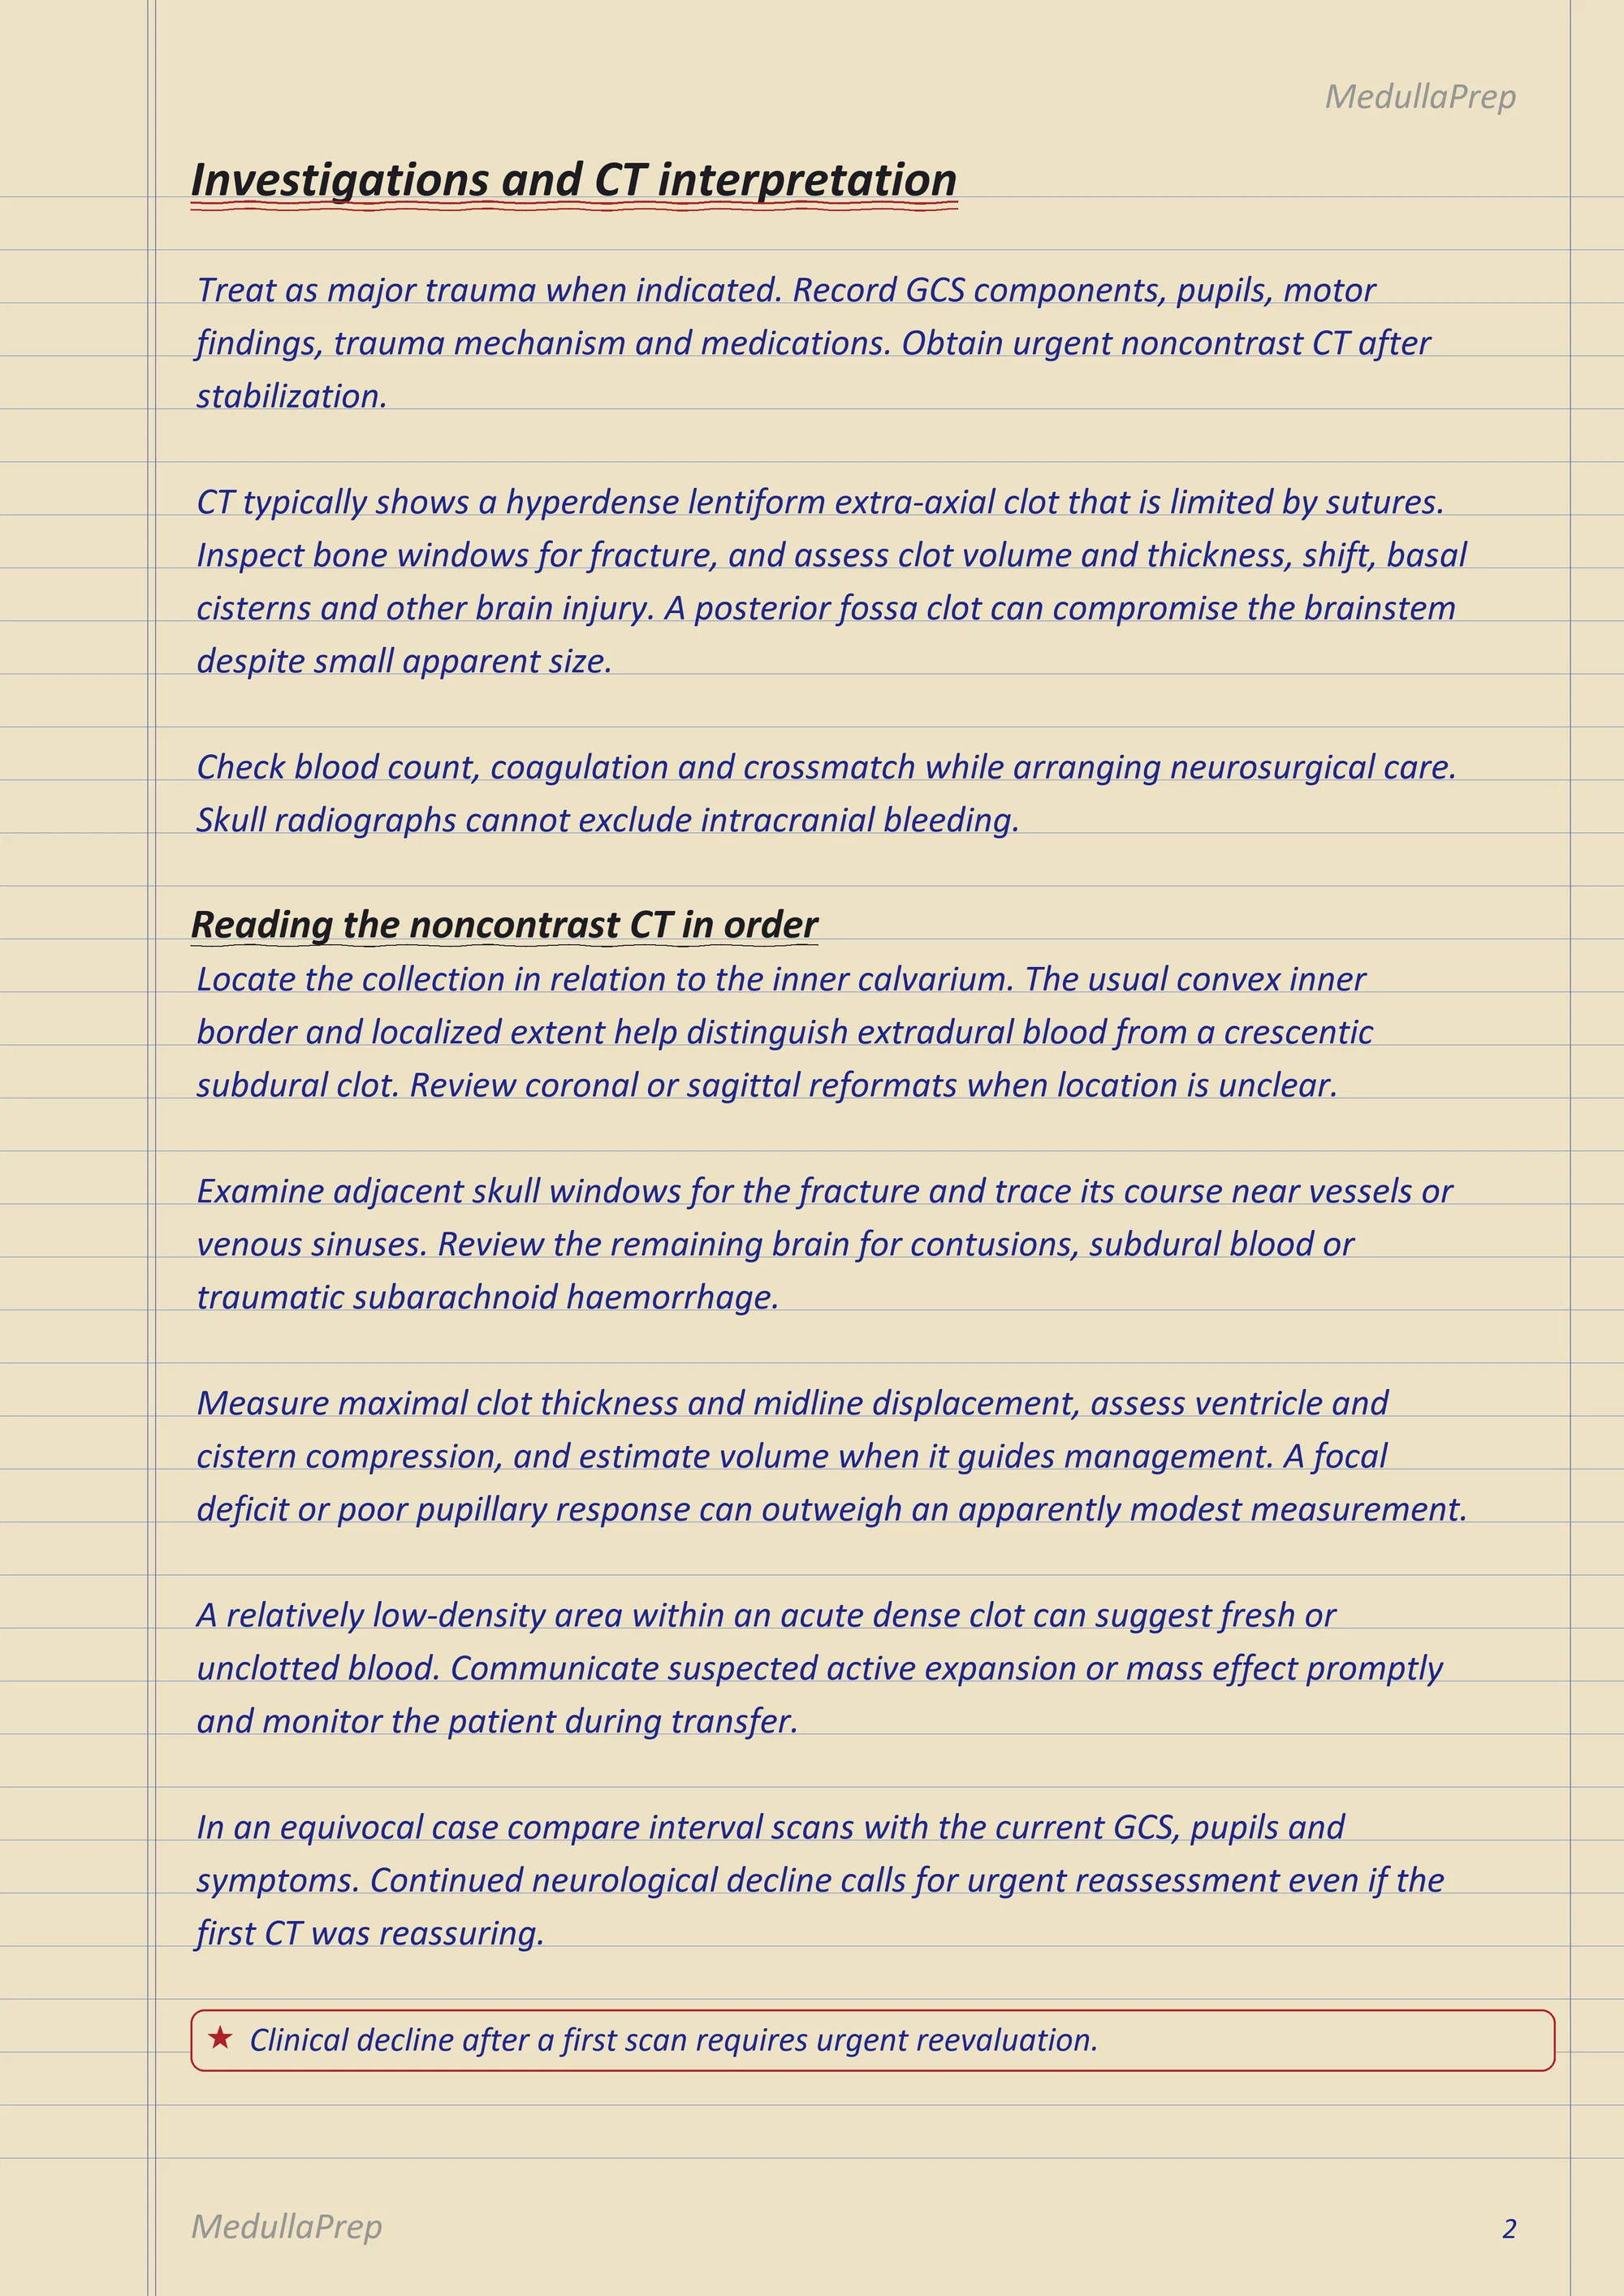 MedullaPrep
Investigations and CT interpretation
Treat as major trauma when indicated. Record GCS components, pupils, motor
findings, trauma mechanism and medications. Obtain urgent noncontrast CT after
stabilization.
CT typically shows a hyperdense lentiform extra-axial clot that is limited by sutures.
Inspect bone windows for fracture, and assess clot volume and thickness, shift, basal
cisterns and other brain injury. A posterior fossa clot can compromise the brainstem
despite small apparent size.
Check blood count, coagulation and crossmatch while arranging neurosurgical care.
Skull radiographs cannot exclude intracranial bleeding.
Reading the noncontrast CT in order
Locate the collection in relation to the inner calvarium. The usual convex inner
border and localized extent help distinguish extradural blood from a crescentic
subdural clot. Review coronal or sagittal reformats when location is unclear.
Examine adjacent skull windows for the fracture and trace its course near vessels or
venous sinuses. Review the remaining brain for contusions, subdural blood or
traumatic subarachnoid haemorrhage.
Measure maximal clot thickness and midline displacement, assess ventricle and
cistern compression, and estimate volume when it guides management. A focal
deficit or poor pupillary response can outweigh an apparently modest measurement.
A relatively low-density area within an acute dense clot can suggest fresh or
unclotted blood. Communicate suspected active expansion or mass effect promptly
and monitor the patient during transfer.
In an equivocal case compare interval scans with the current GCS, pupils and
symptoms. Continued neurological decline calls for urgent reassessment even if the
first CT was reassuring.
★ Clinical decline after a first scan requires urgent reevaluation.
MedullaPrep
2